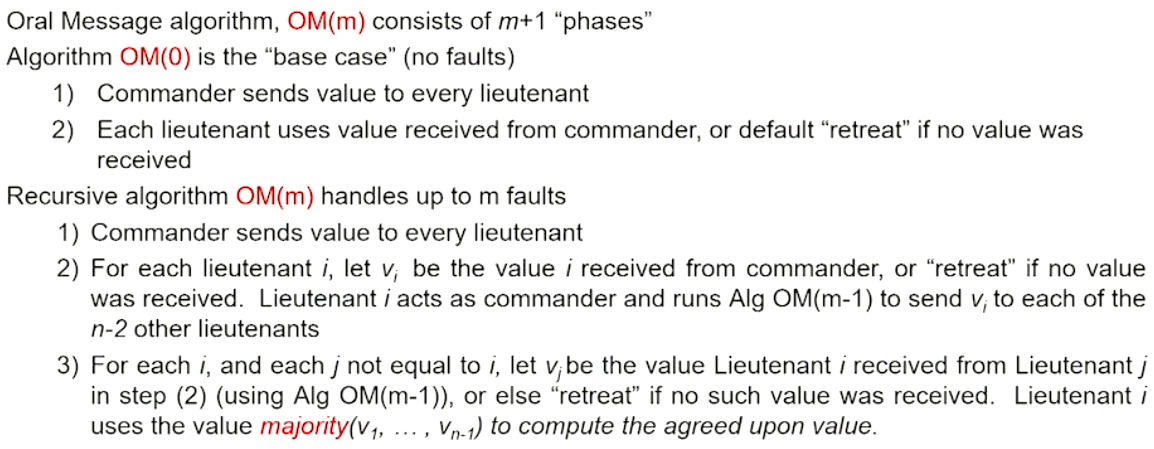 Oral Message algorithm, OM(m) consists of m+1 “phases”
Algorithm OM(0) is the “base case” (no faults)
1) Commander sends value to every lieutenant
2) Each lieutenant uses value received from commander, or default “retreat” if no value was
received
Recursive algorithm OM(m) handles up to m faults
1) Commander sends value to every lieutenant
2) For each lieutenant i, let vi be the value i received from commander, or “retreat” if no value
was received. Lieutenant i acts as commander and runs Alg OM(m-1) to send vi to each of the
n-2 other lieutenants
3) For each i, and each j not equal to i, let vj be the value Lieutenant i received from Lieutenant j
in step (2) (using Alg OM(m-1)), or else “retreat” if no such value was received. Lieutenant i
uses the value majority(v1, … , vn-1) to compute the agreed upon value.